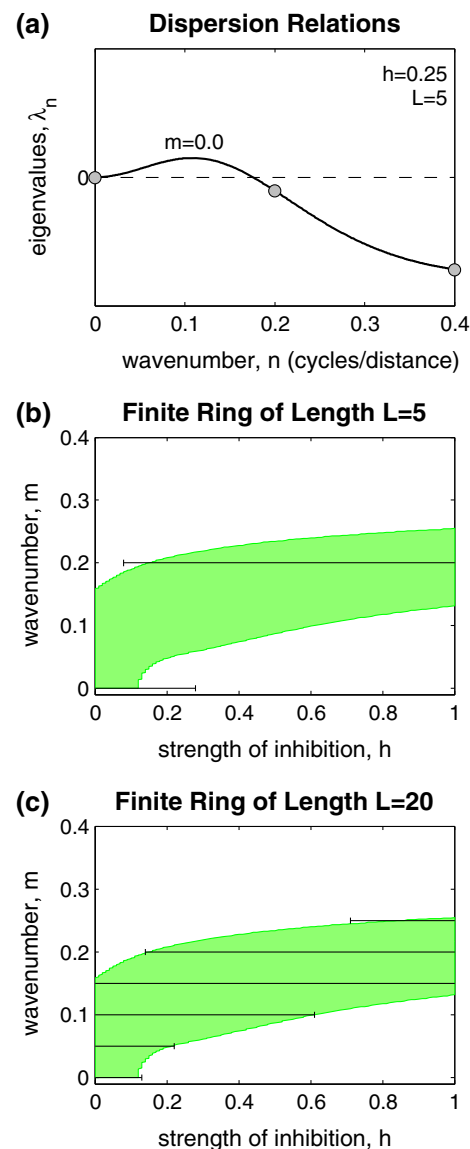 (a) Dispersion Relations
h=0.25
L=5
m=0.0
0
eigenvalues, λn
0 0.1 0.2 0.3 0.4
wavenumber, n (cycles/distance)
(b) Finite Ring of Length L=5
0.4
0.3
0.2
0.1
0
wavenumber, m
0 0.2 0.4 0.6 0.8 1
strength of inhibition, h
(c) Finite Ring of Length L=20
0.4
0.3
0.2
0.1
0
wavenumber, m
0 0.2 0.4 0.6 0.8 1
strength of inhibition, h